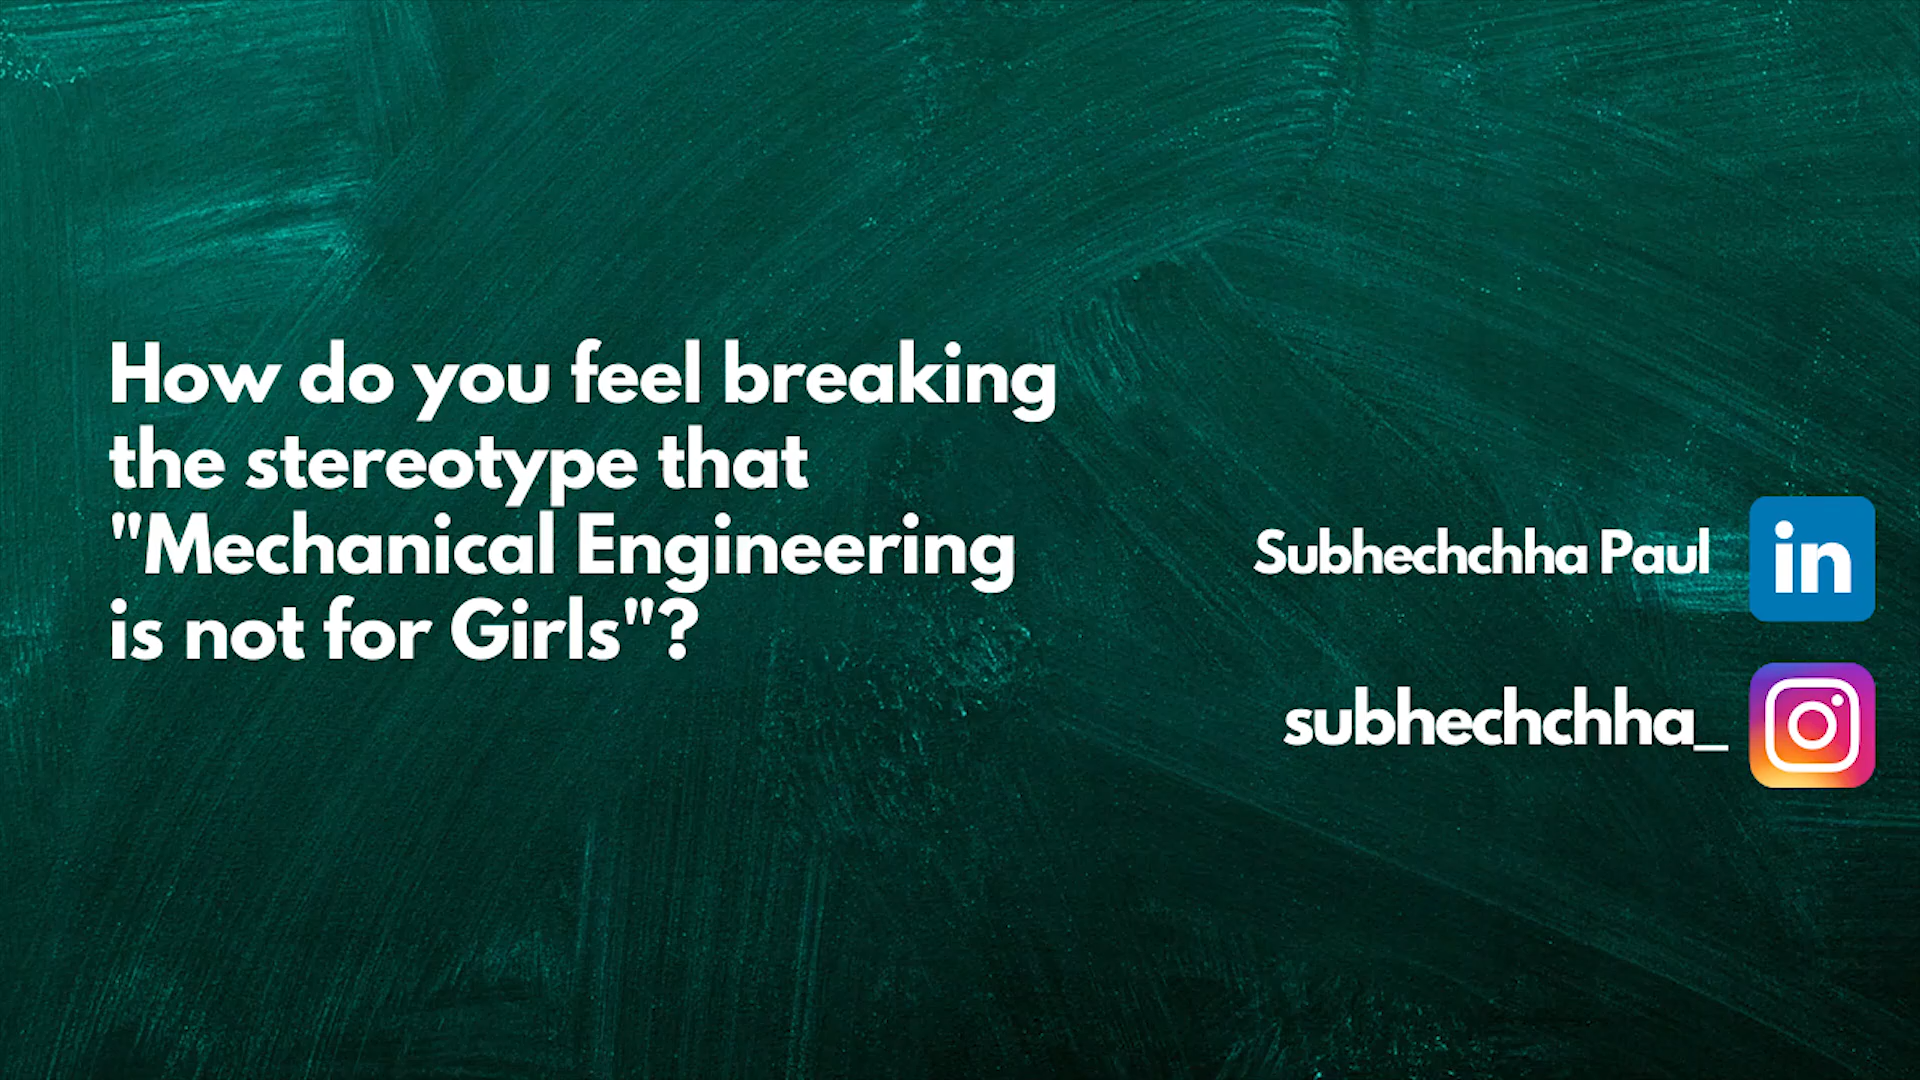 How do you feel breaking
the stereotype that
"Mechanical Engineering
is not for Girls"?
Subhechchha Paul
in
subhechchha_